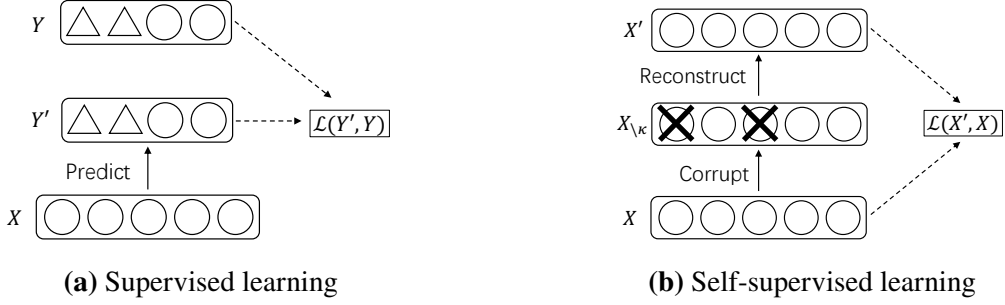 Y
Y′
ℒ(Y′, Y)
Predict
X
(a) Supervised learning
X′
Reconstruct
X\κ
ℒ(X′, X)
Corrupt
X
(b) Self-supervised learning